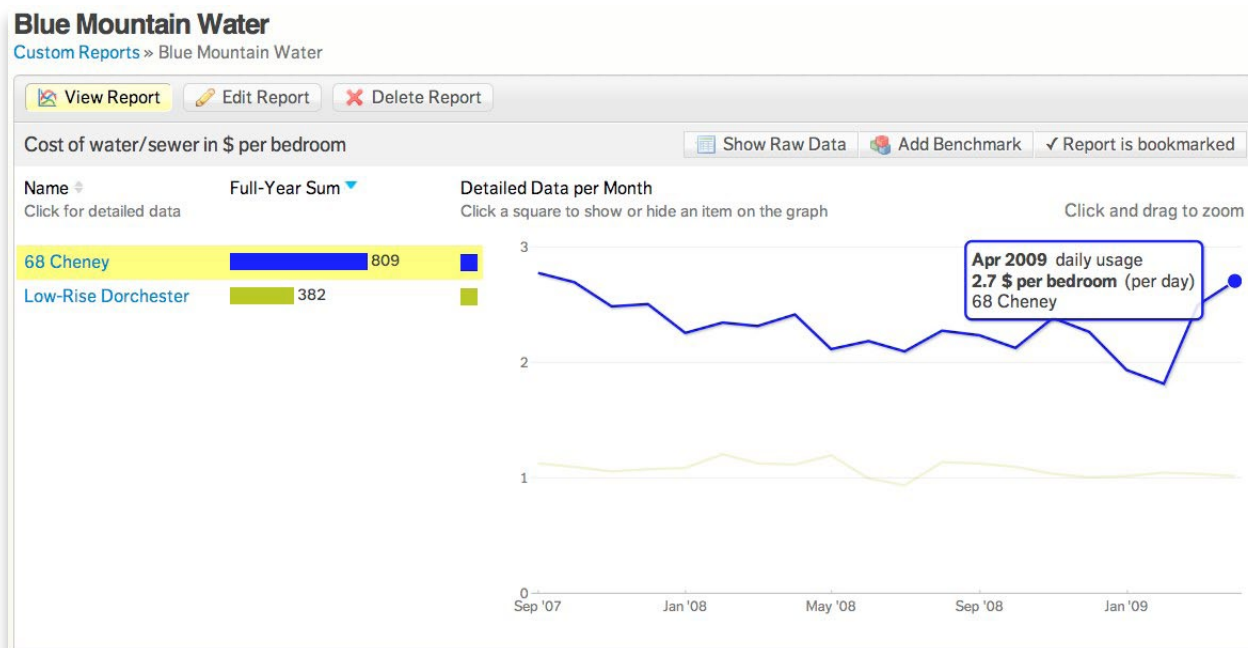 Blue Mountain Water
Custom Reports » Blue Mountain Water
View Report Edit Report Delete Report
Cost of water/sewer in $ per bedroom Show Raw Data Add Benchmark ✓ Report is bookmarked
Name Full-Year Sum Detailed Data per Month
Click for detailed data Click a square to show or hide an item on the graph Click and drag to zoom
68 Cheney 809
Low-Rise Dorchester 382
3
2
1
0
Apr 2009 daily usage
2.7 $ per bedroom (per day)
68 Cheney
Sep '07 Jan '08 May '08 Sep '08 Jan '09